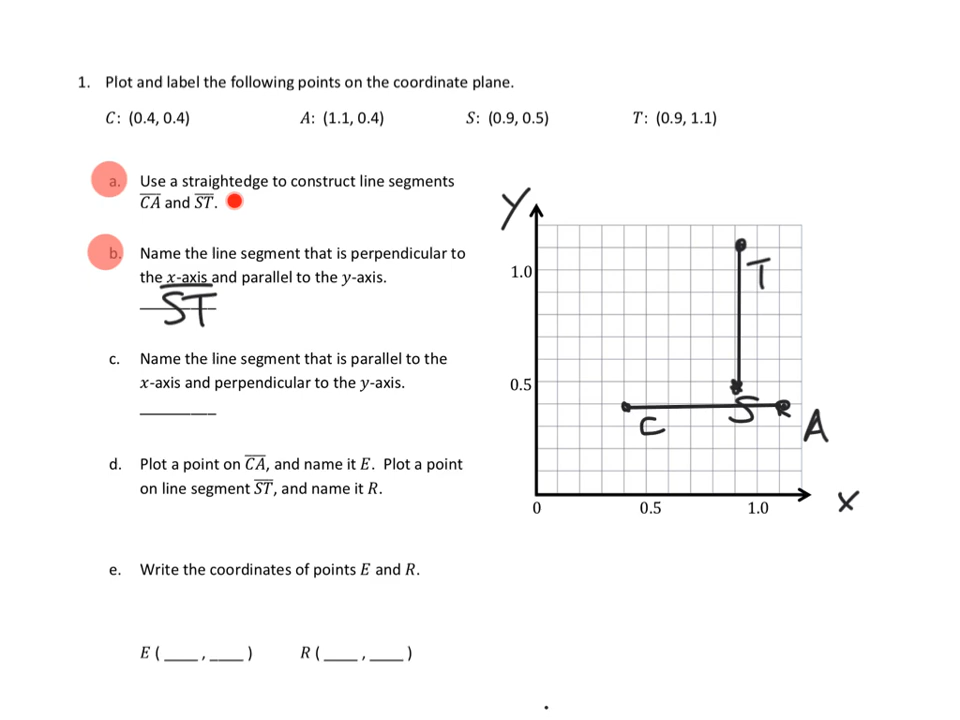 1. Plot and label the following points on the coordinate plane.
C: (0.4, 0.4) A: (1.1, 0.4) S: (0.9, 0.5) T: (0.9, 1.1)
a. Use a straightedge to construct line segments
CA and ST.
b. Name the line segment that is perpendicular to
the x-axis and parallel to the y-axis.
ST
c. Name the line segment that is parallel to the
x-axis and perpendicular to the y-axis.
d. Plot a point on CA, and name it E. Plot a point
on line segment ST, and name it R.
e. Write the coordinates of points E and R.
E (___, ___) R (___, ___)
Y
1.0
T
0.5
S
C
A
X
0 0.5 1.0